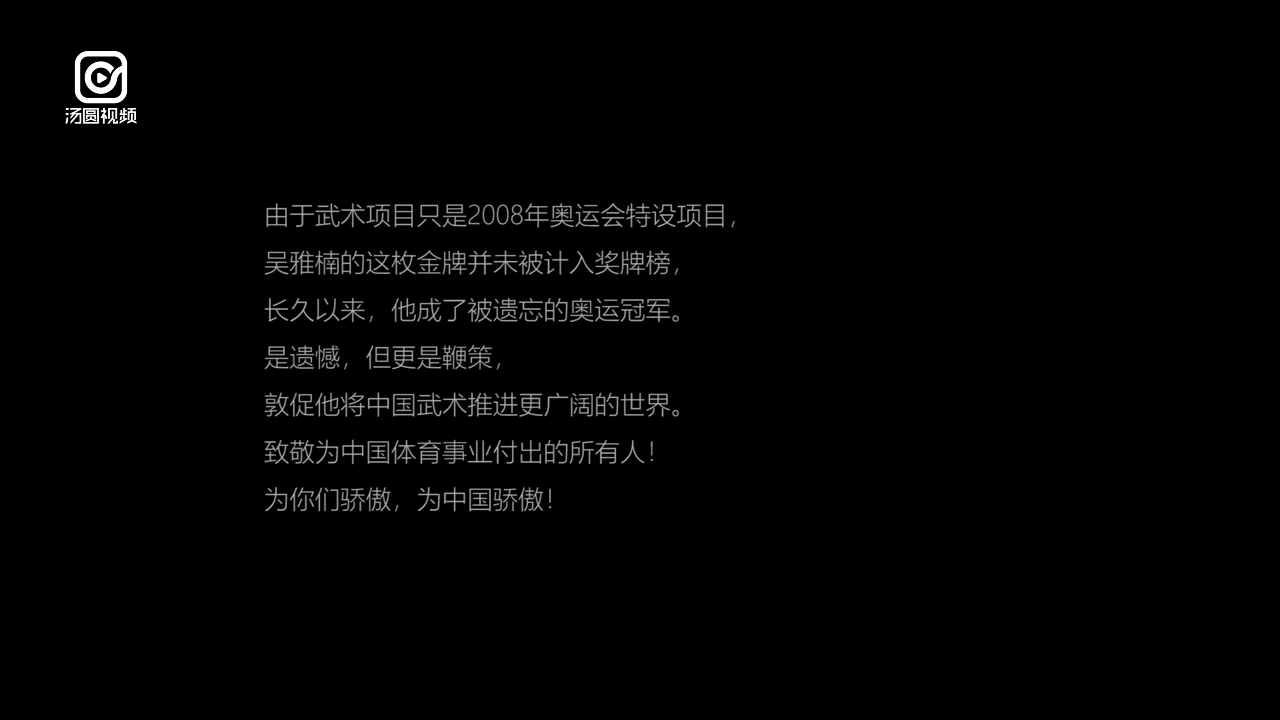 汤圆视频
由于武术项目只是2008年奥运会特设项目，
吴雅楠的这枚金牌并未被计入奖牌榜，
长久以来，他成了被遗忘的奥运冠军。
是遗憾，但更是鞭策，
敦促他将中国武术推进更广阔的世界。
致敬为中国体育事业付出的所有人！
为你们骄傲，为中国骄傲！